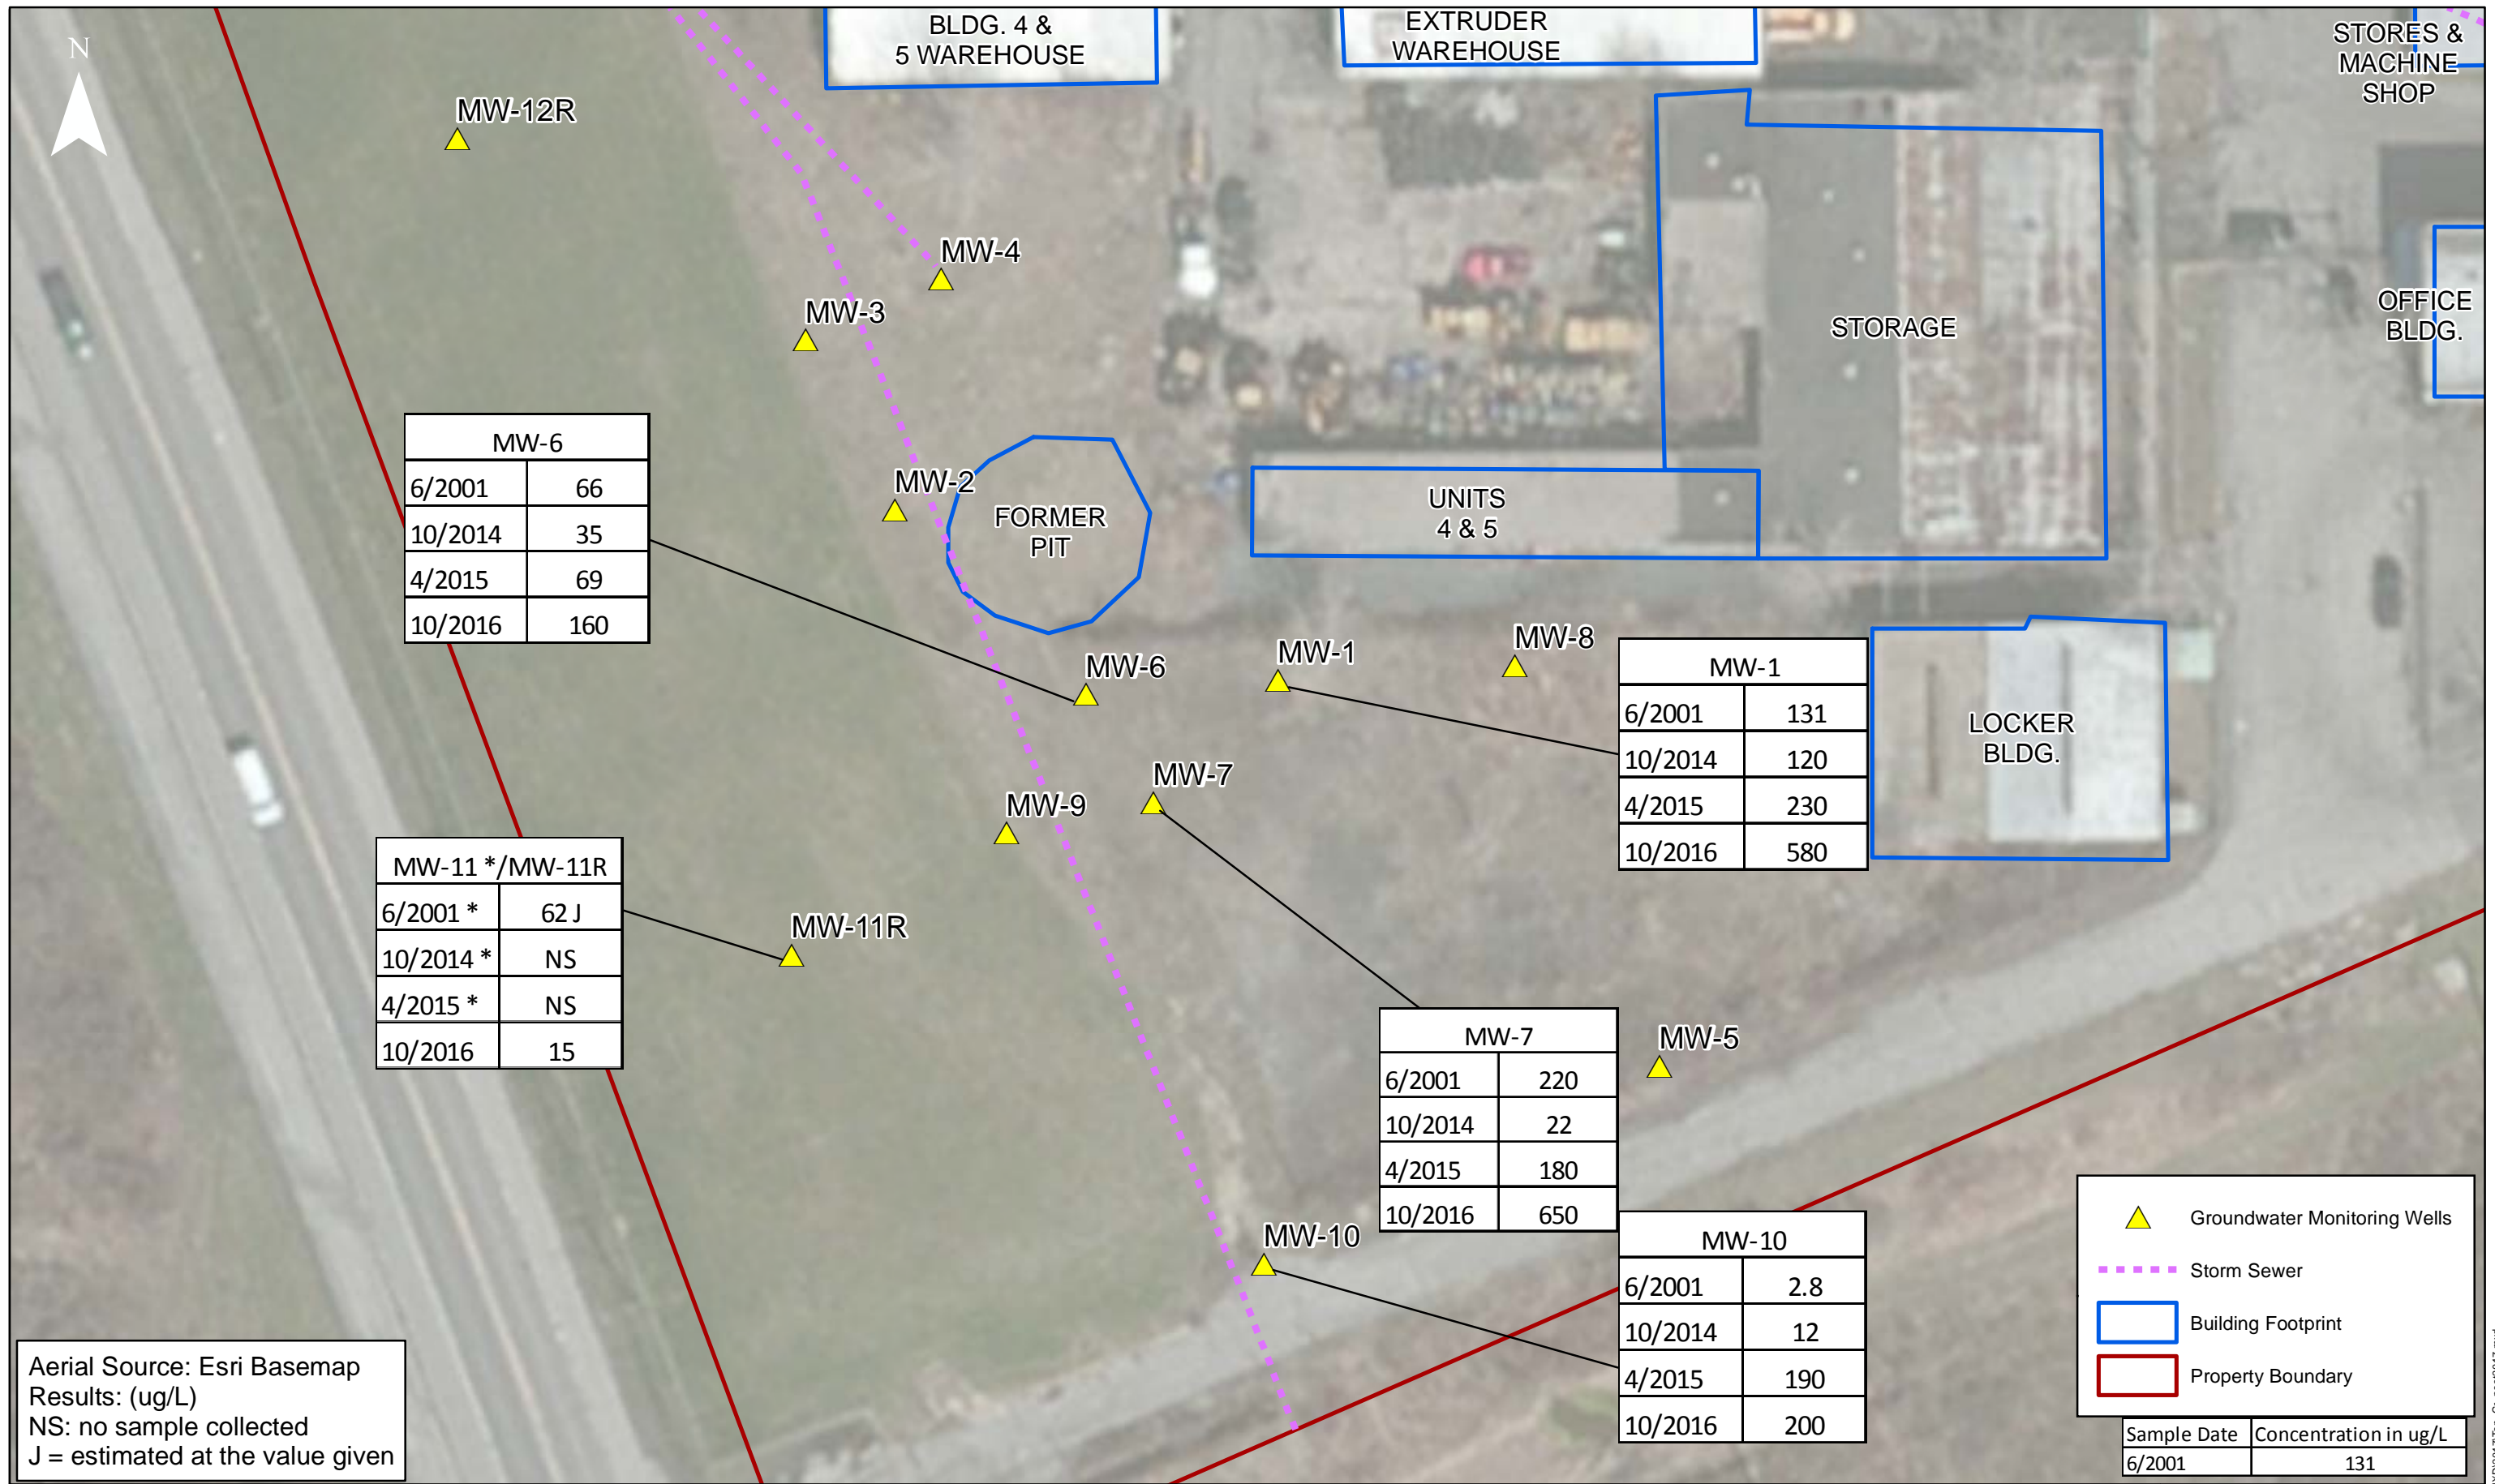 N
BLDG. 4 &
5 WAREHOUSE
EXTRUDER
WAREHOUSE
STORES &
MACHINE
SHOP
MW-12R
MW-4
MW-3
STORAGE
OFFICE
BLDG.
MW-6
6/2001 66
10/2014 35
4/2015 69
10/2016 160
MW-2
FORMER
PIT
UNITS
4 & 5
MW-6
MW-1
MW-8
MW-1
6/2001 131
10/2014 120
4/2015 230
10/2016 580
LOCKER
BLDG.
MW-7
MW-9
MW-11 */MW-11R
6/2001 * 62 J
10/2014 * NS
4/2015 * NS
10/2016 15
MW-11R
MW-7
6/2001 220
10/2014 22
4/2015 180
10/2016 650
MW-5
MW-10
MW-10
6/2001 2.8
10/2014 12
4/2015 190
10/2016 200
Groundwater Monitoring Wells
Storm Sewer
Building Footprint
Property Boundary
Sample Date Concentration in ug/L
6/2001 131
Aerial Source: Esri Basemap
Results: (ug/L)
NS: no sample collected
J = estimated at the value given